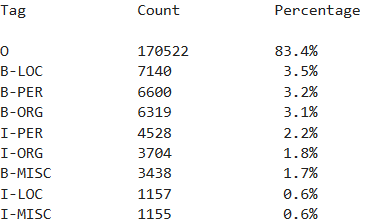 Tag Count Percentage
O 170522 83.4%
B-LOC 7140 3.5%
B-PER 6600 3.2%
B-ORG 6319 3.1%
I-PER 4528 2.2%
I-ORG 3704 1.8%
B-MISC 3438 1.7%
I-LOC 1157 0.6%
I-MISC 1155 0.6%